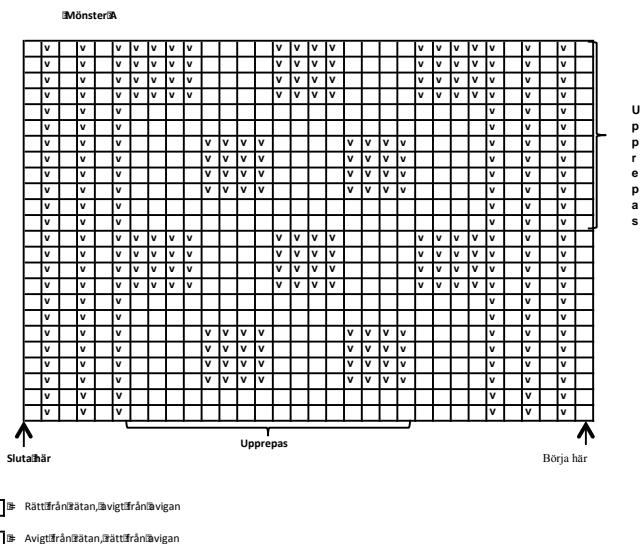 Mönster A
v v v v v v v v v v v v v v v v v v
v v v v v v v v v v v v v v v v v v
v v v v v v v v v v v v v v v v v v
v v v v v v v v v v v v v v v v v v
v v v v v v
v v v v v v
v v v v v v v v v v v v v v
v v v v v v v v v v v v v v
v v v v v v v v v v v v v v
v v v v v v v v v v v v v v
v v v v v v
v v v v v v
v v v v v v v v v v v v v v v v v v
v v v v v v v v v v v v v v v v v v
v v v v v v v v v v v v v v v v v v
v v v v v v v v v v v v v v v v v v
v v v v v v
v v v v v v
v v v v v v v v v v v v v v
v v v v v v v v v v v v v v
v v v v v v v v v v v v v v
v v v v v v v v v v v v v v
v v v v v v
v v v v v v
Upprepas
Upprepas
Sluta här
Börja här
= Rätt från rätan, avigt från avigan
= Avigt från rätan, rätt från avigan